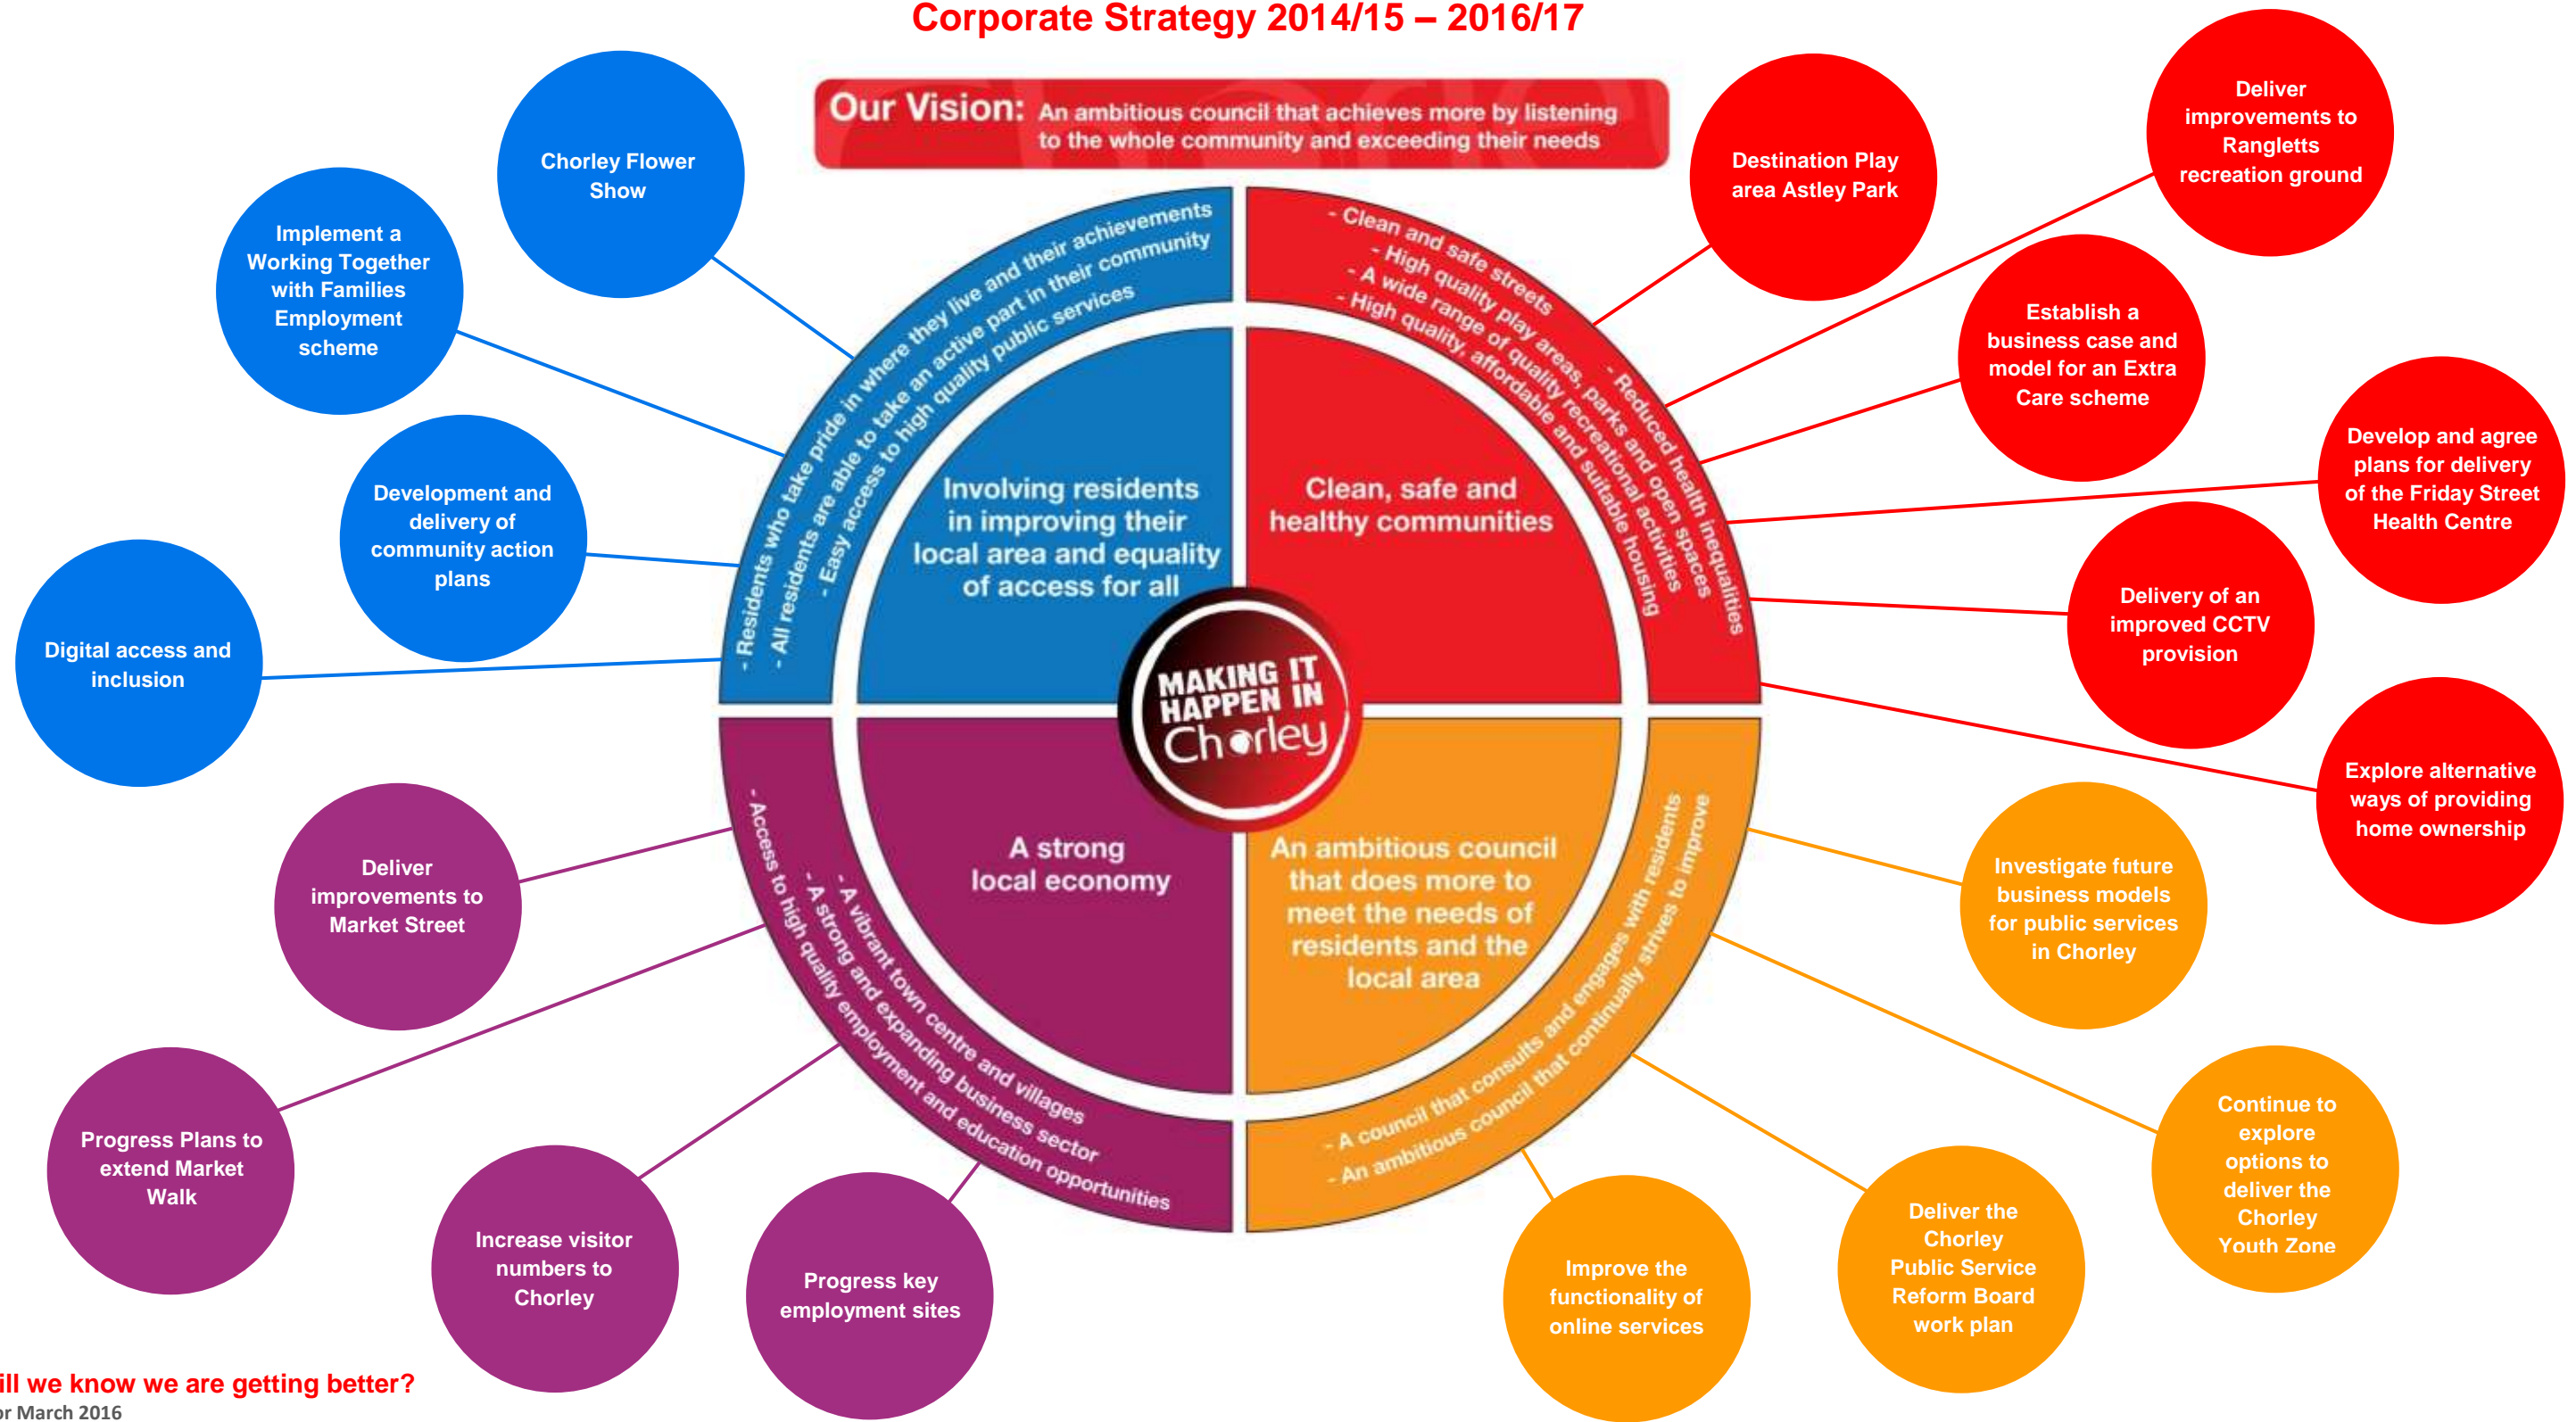 Corporate Strategy 2014/15 – 2016/17
Our Vision: An ambitious council that achieves more by listening
to the whole community and exceeding their needs
Chorley Flower
Show
Implement a
Working Together
with Families
Employment
scheme
Development and
delivery of
community action
plans
Digital access and
inclusion
- Residents who take pride in where they live and their achievements
- All residents are able to take an active part in their community
- Easy access to high quality public services
Involving residents
in improving their
local area and equality
of access for all
- Clean and safe streets
- High quality play areas, parks and open spaces
- A wide range of quality recreational activities
- High quality, affordable and suitable housing
- Reduced health inequalities
Clean, safe and
healthy communities
Destination Play
area Astley Park
Deliver
improvements to
Rangletts
recreation ground
Establish a
business case and
model for an Extra
Care scheme
Develop and agree
plans for delivery
of the Friday Street
Health Centre
Delivery of an
improved CCTV
provision
Explore alternative
ways of providing
home ownership
MAKING IT
HAPPEN IN
Chorley
A strong
local economy
- A vibrant town centre and villages
- A strong and expanding business sector
- Access to high quality employment and education opportunities
Deliver
improvements to
Market Street
Progress Plans to
extend Market
Walk
Increase visitor
numbers to
Chorley
Progress key
employment sites
An ambitious council
that does more to
meet the needs of
residents and the
local area
- A council that consults and engages with residents
- An ambitious council that continually strives to improve
Investigate future
business models
for public services
in Chorley
Continue to
explore
options to
deliver the
Chorley
Youth Zone
Deliver the
Chorley
Public Service
Reform Board
work plan
Improve the
functionality of
online services
ill we know we are getting better?
or March 2016